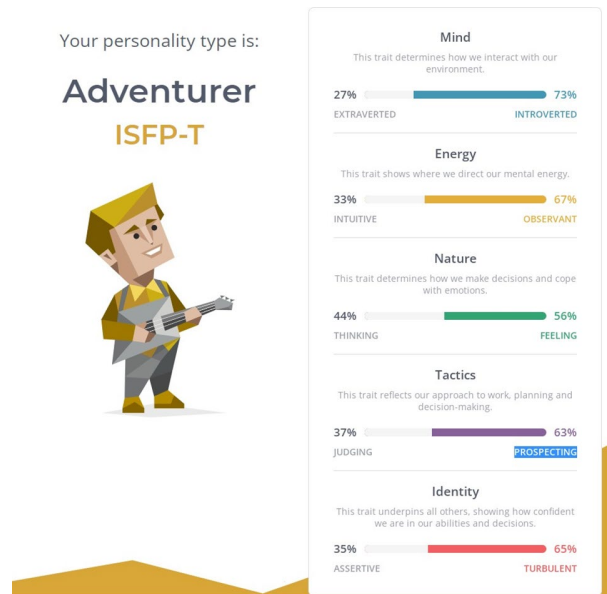 Your personality type is:
Adventurer
ISFP-T
Mind
This trait determines how we interact with our
environment.
27% 73%
EXTRAVERTED INTROVERTED
Energy
This trait shows where we direct our mental energy.
33% 67%
INTUITIVE OBSERVANT
Nature
This trait determines how we make decisions and cope
with emotions.
44% 56%
THINKING FEELING
Tactics
This trait reflects our approach to work, planning and
decision-making.
37% 63%
JUDGING PROSPECTING
Identity
This trait underpins all others, showing how confident
we are in our abilities and decisions.
35% 65%
ASSERTIVE TURBULENT